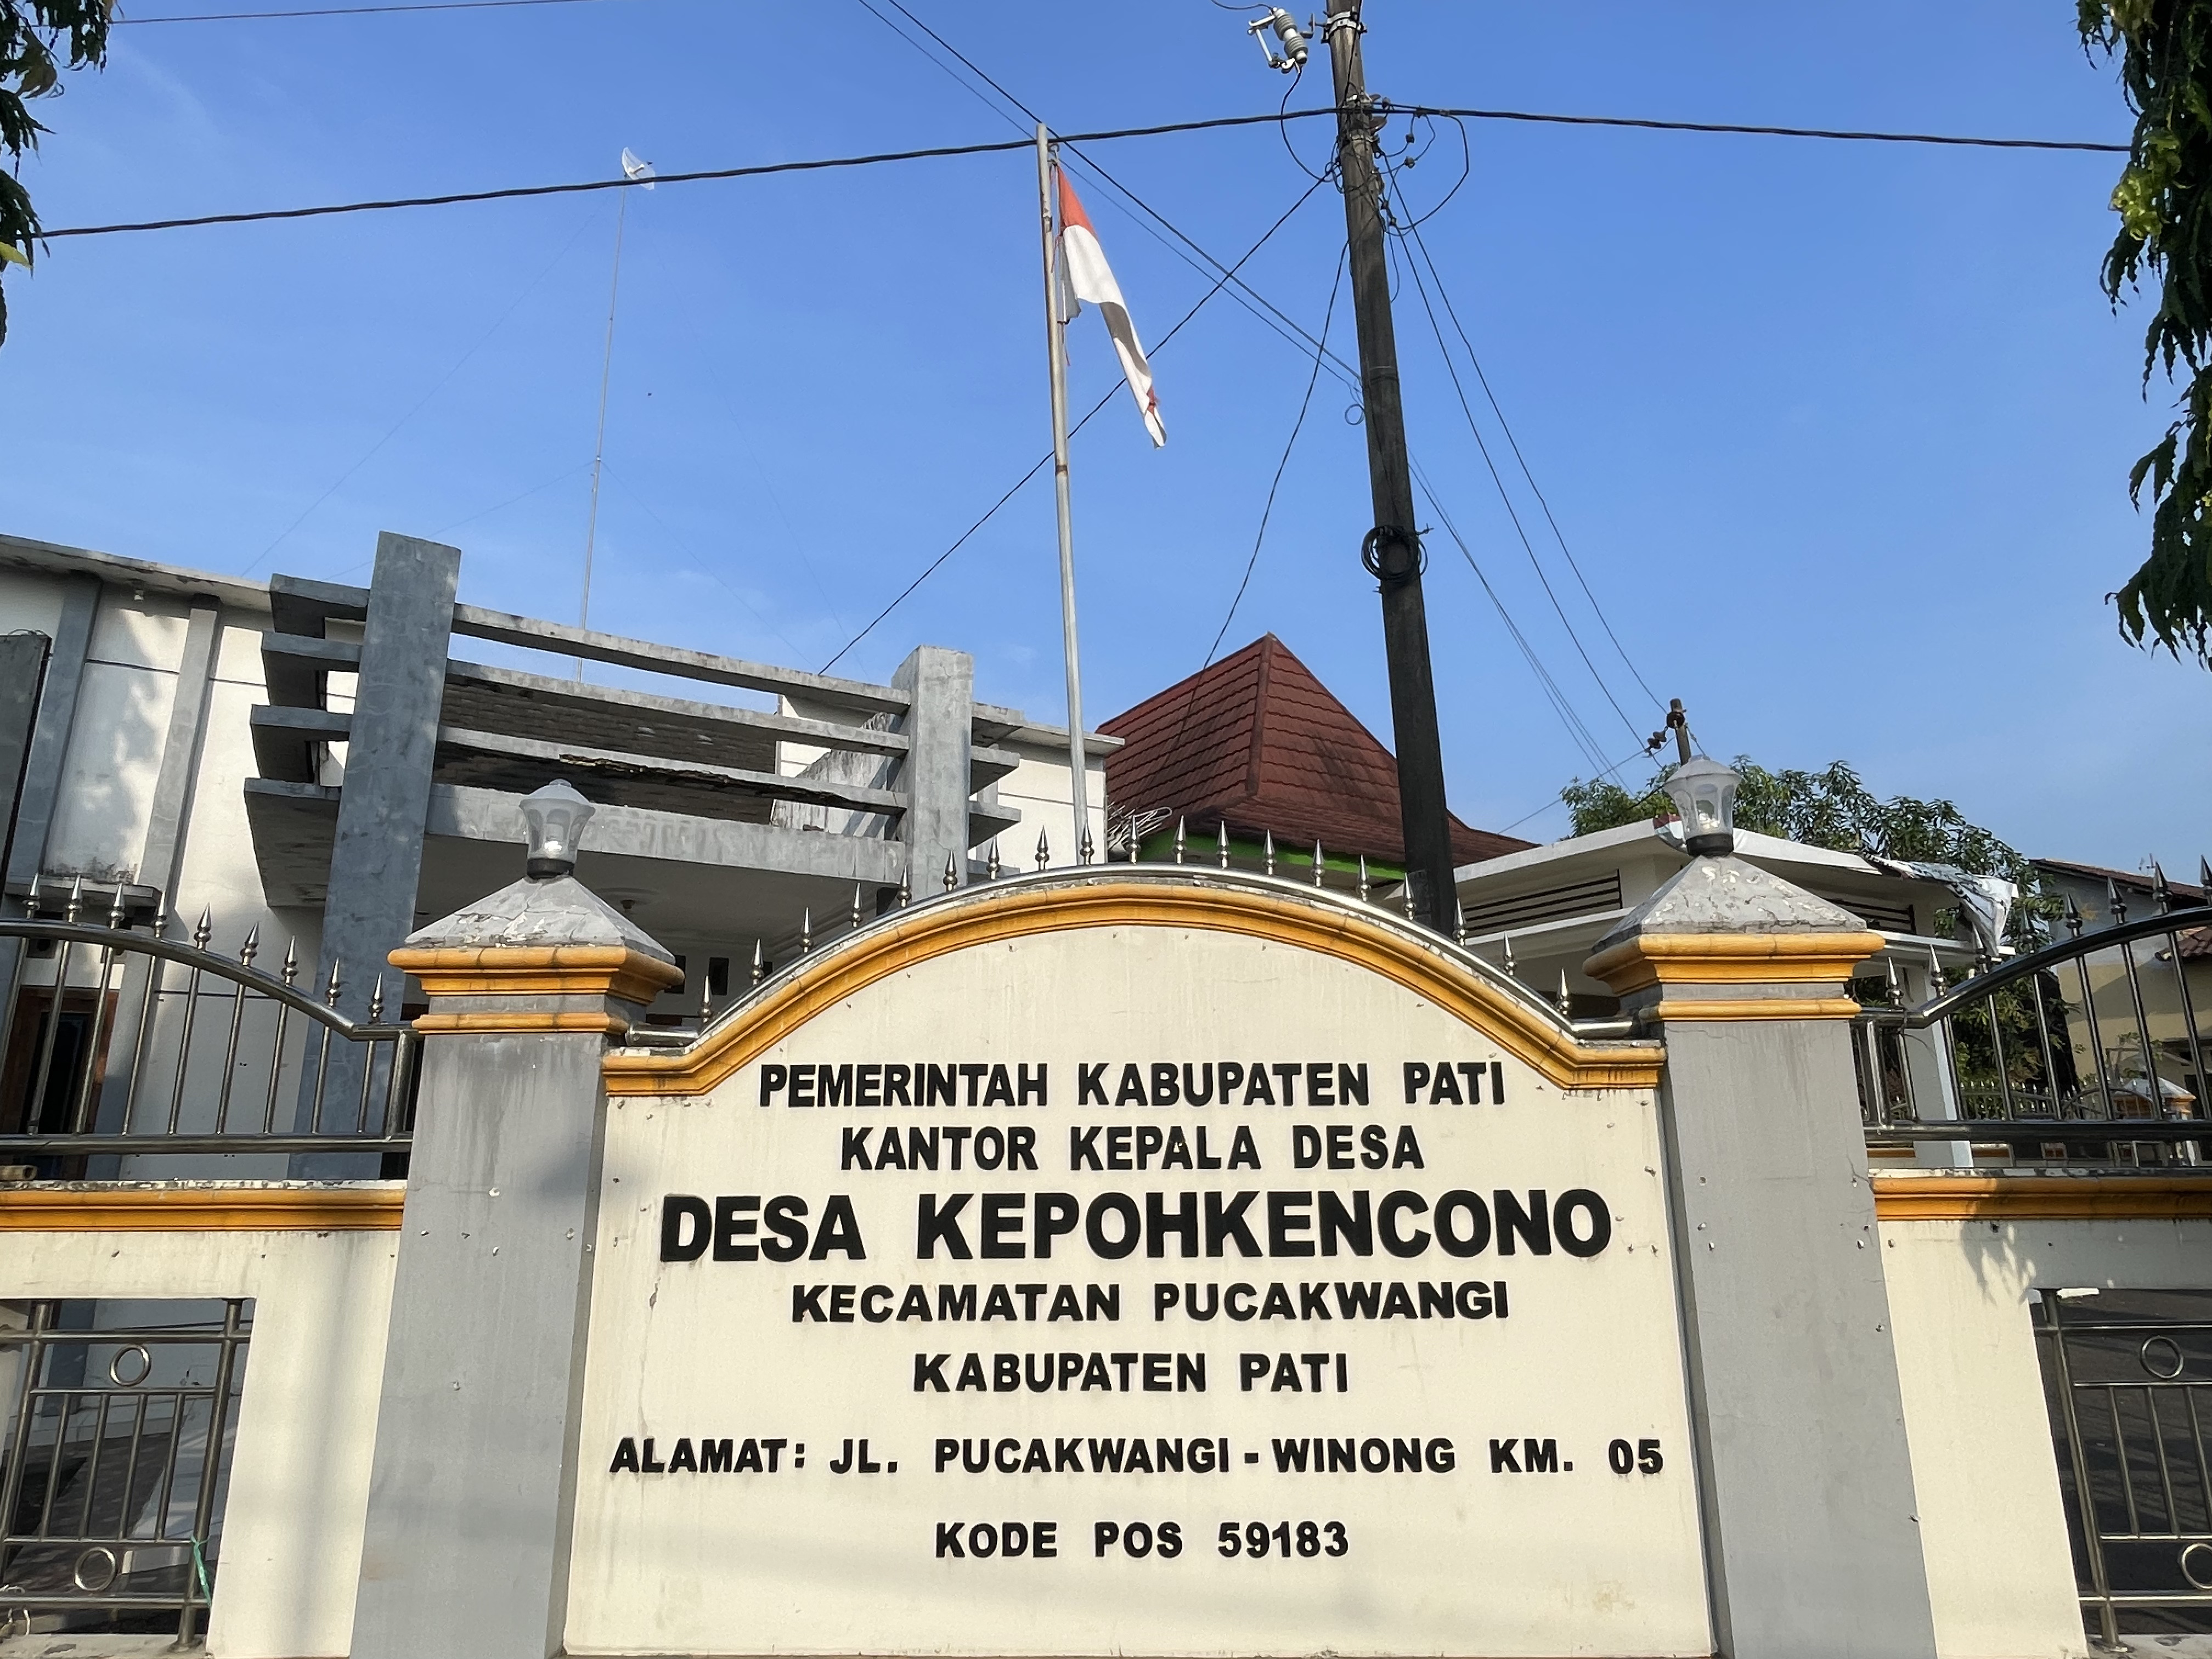 PEMERINTAH KABUPATEN PATI
KANTOR KEPALA DESA
DESA KEPOHKENCONO
KECAMATAN PUCAKWANGI
KABUPATEN PATI
ALAMAT: JL. PUCAKWANGI - WINONG KM. 05
KODE POS 59183